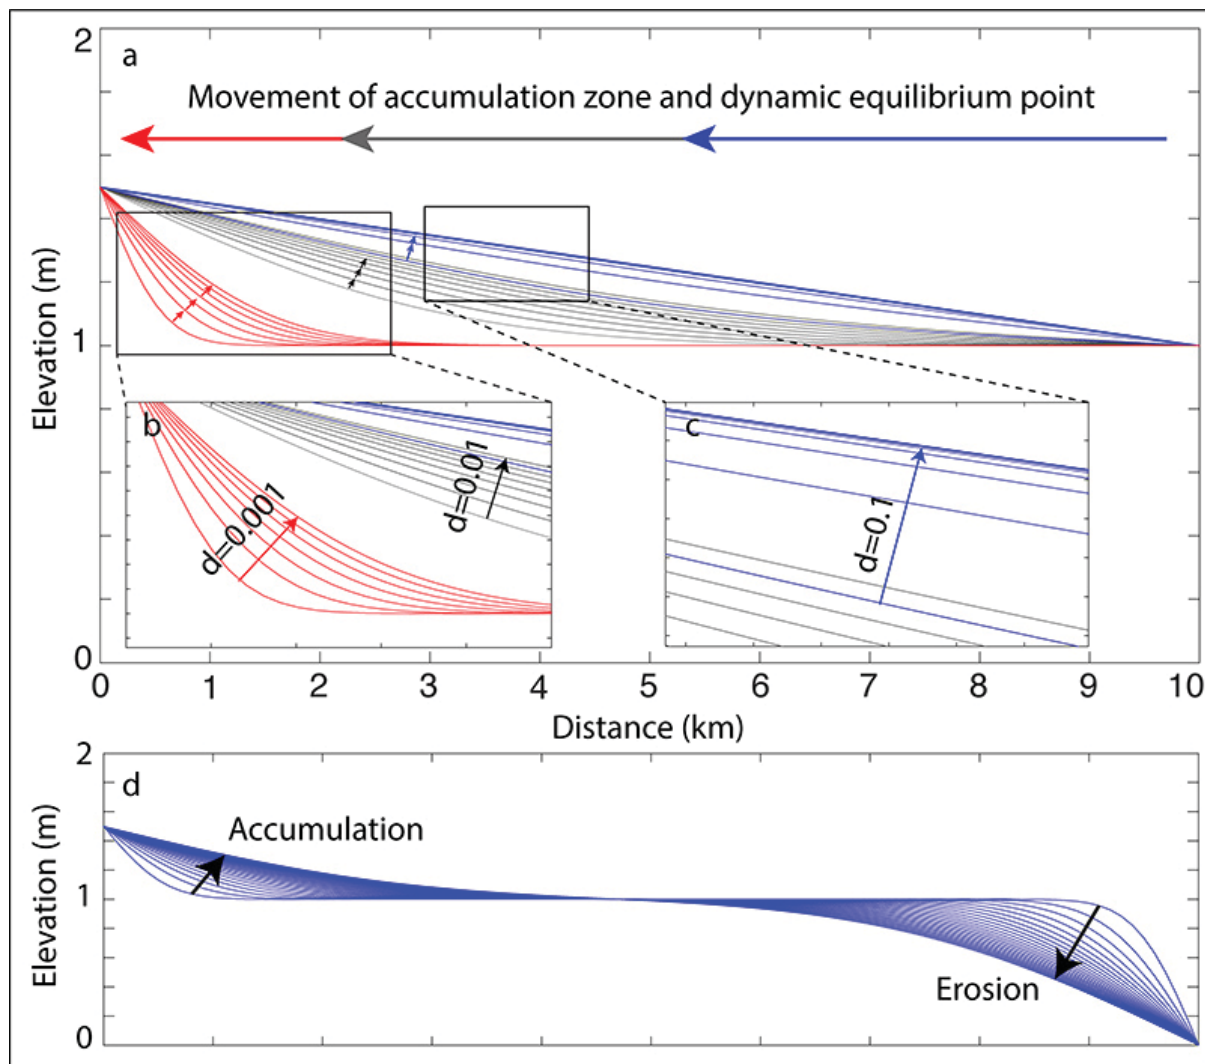 2
a
Movement of accumulation zone and dynamic equilibrium point
Elevation (m)
1
b
d=0.001
d=0.01
c
d=0.1
0
0 1 2 3 4 5 6 7 8 9 10
Distance (km)
2
d
Accumulation
Elevation (m)
1
Erosion
0